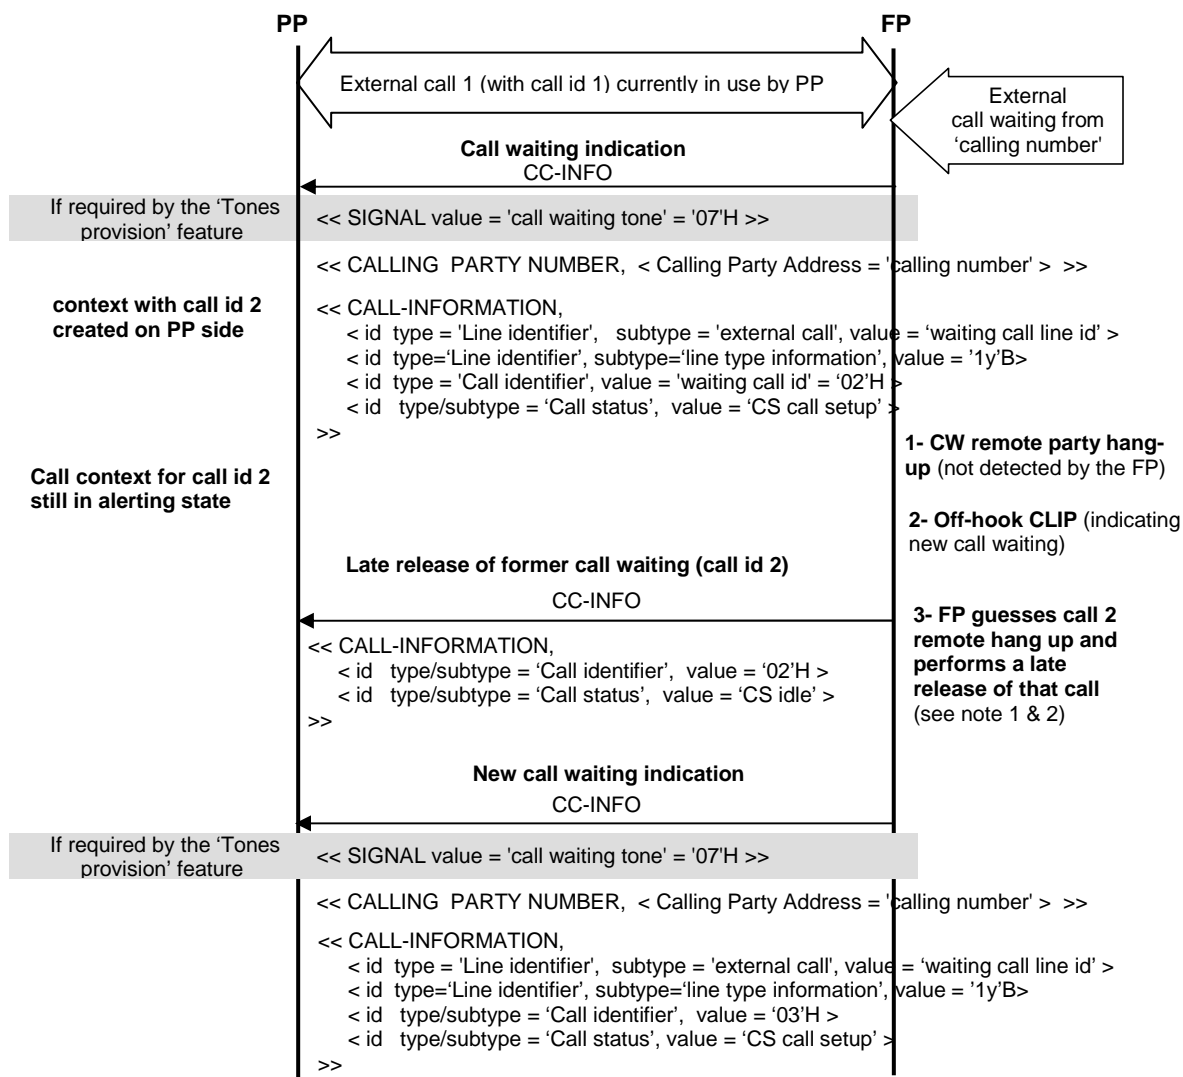 PP
FP
External call 1 (with call id 1) currently in use by PP
External
call waiting from
‘calling number'
Call waiting indication
CC-INFO
If required by the ‘Tones
provision’ feature
<< SIGNAL value = 'call waiting tone' = '07'H >>
<< CALLING PARTY NUMBER, < Calling Party Address = 'calling number' > >>
context with call id 2
created on PP side
<< CALL-INFORMATION,
< id type = 'Line identifier', subtype = 'external call', value = ‘waiting call line id’ >
< id type=‘Line identifier’, subtype=‘line type information’, value = ’1y’B>
< id type = 'Call identifier', value = 'waiting call id' = ‘02’H >
< id type/subtype = ‘Call status’, value = ‘CS call setup’ >
>>
1- CW remote party hang-
up (not detected by the FP)
Call context for call id 2
still in alerting state
2- Off-hook CLIP (indicating
new call waiting)
Late release of former call waiting (call id 2)
CC-INFO
3- FP guesses call 2
remote hang up and
performs a late
release of that call
(see note 1 & 2)
<< CALL-INFORMATION,
< id type/subtype = ‘Call identifier’, value = ‘02’H >
< id type/subtype = ‘Call status’, value = ‘CS idle’ >
>>
New call waiting indication
CC-INFO
If required by the ‘Tones
provision’ feature
<< SIGNAL value = 'call waiting tone' = '07'H >>
<< CALLING PARTY NUMBER, < Calling Party Address = 'calling number' > >>
<< CALL-INFORMATION,
< id type = 'Line identifier', subtype = 'external call', value = ‘waiting call line id’ >
< id type=‘Line identifier’, subtype=‘line type information’, value = ’1y’B>
< id type/subtype = ‘Call identifier’, value = ‘03’H >
< id type/subtype = ‘Call status’, value = ‘CS call setup’ >
>>